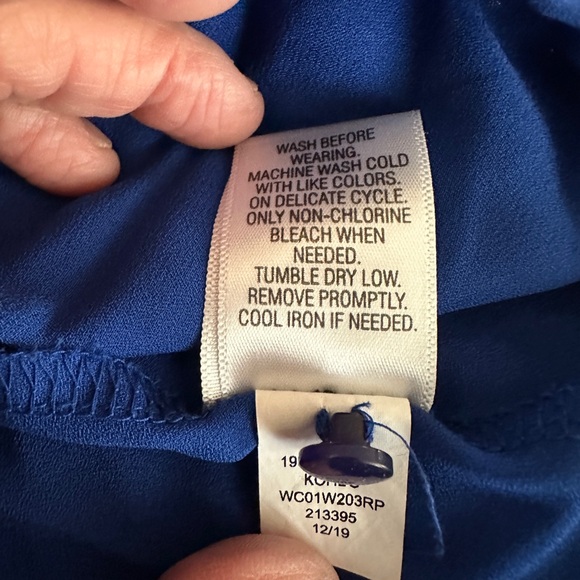 WASH BEFORE
WEARING.
MACHINE WASH COLD
WITH LIKE COLORS.
ON DELICATE CYCLE.
ONLY NON-CHLORINE
BLEACH WHEN
NEEDED.
TUMBLE DRY LOW.
REMOVE PROMPTLY.
COOL IRON IF NEEDED.
WC01W203RP
213395
12/19